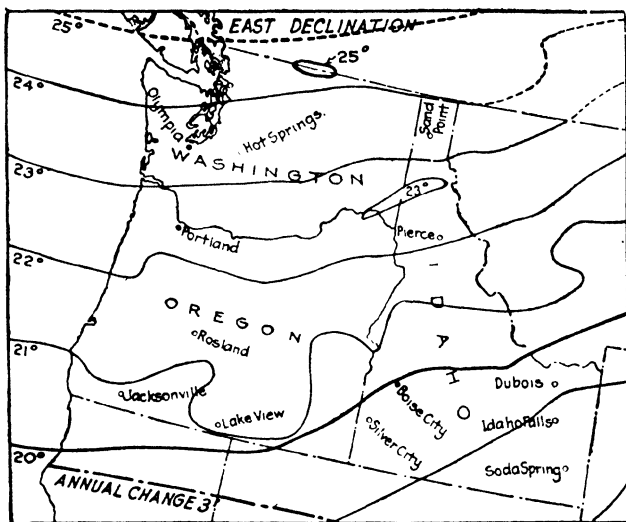 25°
EAST DECLINATION
25°
24°
Olympia
Hot Springs.
Sand Point
WASHINGTON
23°
23°
Portland
Pierce
22°
OREGON
Rosland
IDAHO
21°
Jacksonville
Lake View
Boise City
Silver City
Dubois
Idaho Falls
Soda Spring
20°
ANNUAL CHANGE 3'